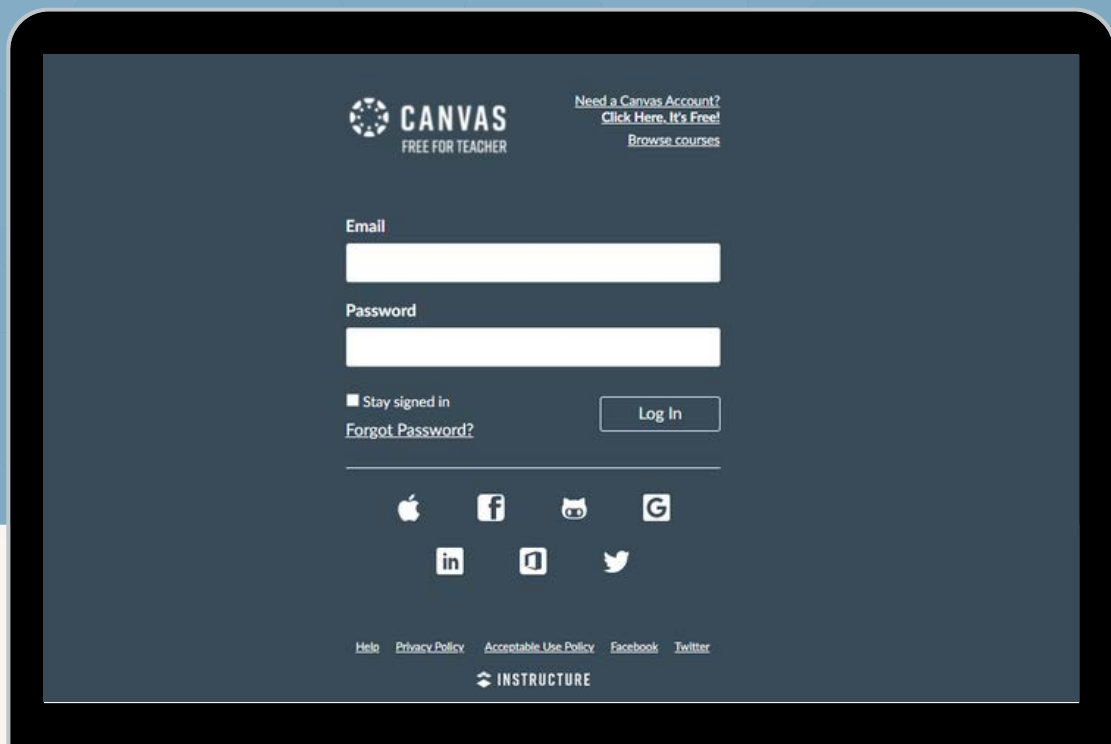 CANVAS
FREE FOR TEACHER
Need a Canvas Account?
Click Here, It's Free!
Browse courses
Email
Password
Stay signed in
Log In
Forgot Password?
f
G
in
Help Privacy Policy Acceptable Use Policy Facebook Twitter
INSTRUCTURE